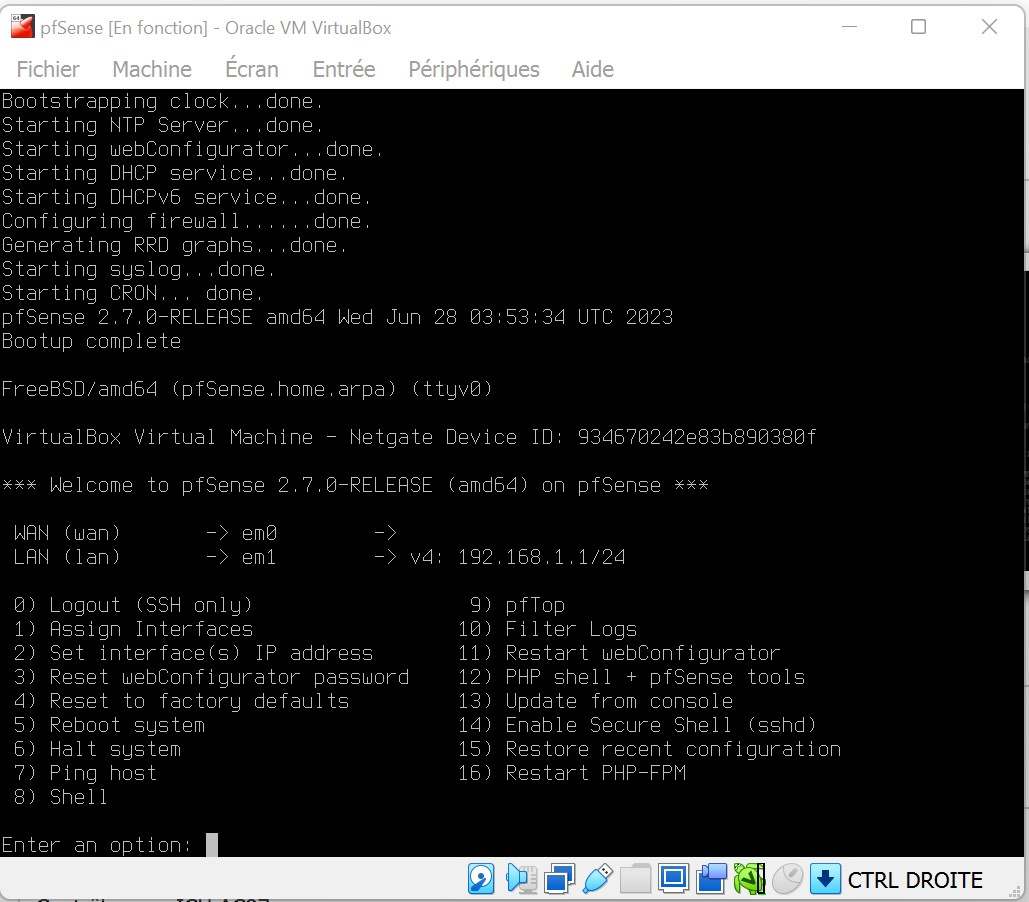 pfSense [En fonction] - Oracle VM VirtualBox
Fichier Machine Écran Entrée Périphériques Aide
Bootstrapping clock...done.
Starting NTP Server...done.
Starting webConfigurator...done.
Starting DHCP service...done.
Starting DHCPv6 service...done.
Configuring firewall......done.
Generating RRD graphs...done.
Starting syslog...done.
Starting CRON... done.
pfSense 2.7.0-RELEASE amd64 Wed Jun 28 03:53:34 UTC 2023
Bootup complete
FreeBSD/amd64 (pfSense.home.arpa) (ttyv0)
VirtualBox Virtual Machine - Netgate Device ID: 934670242e83b890380f
*** Welcome to pfSense 2.7.0-RELEASE (amd64) on pfSense ***
WAN (wan) -> em0 ->
LAN (lan) -> em1 -> v4: 192.168.1.1/24
0) Logout (SSH only) 9) pfTop
1) Assign Interfaces 10) Filter Logs
2) Set interface(s) IP address 11) Restart webConfigurator
3) Reset webConfigurator password 12) PHP shell + pfSense tools
4) Reset to factory defaults 13) Update from console
5) Reboot system 14) Enable Secure Shell (sshd)
6) Halt system 15) Restore recent configuration
7) Ping host 16) Restart PHP-FPM
8) Shell
Enter an option:
CTRL DROITE